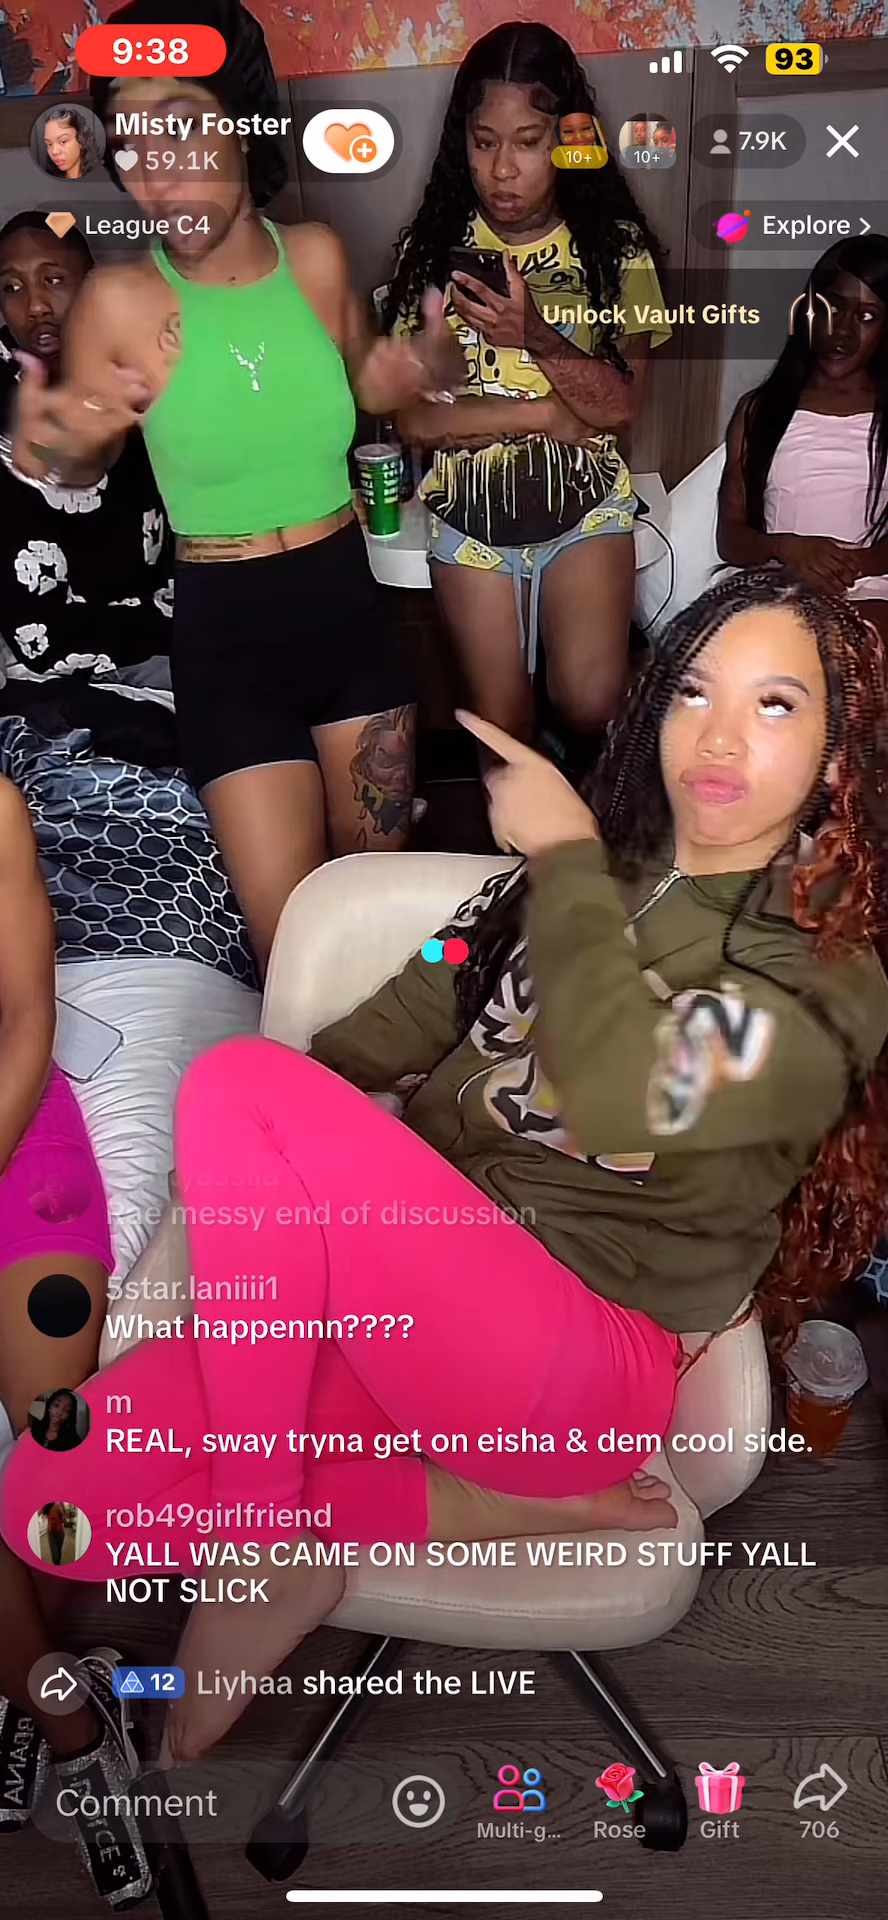 9:38
93
Misty Foster
59.1K
10+
10+
7.9K
League C4
Explore >
Unlock Vault Gifts
Rae messy end of discussion
5star.laniiii1
What happennn????
m
REAL, sway tryna get on eisha & dem cool side.
rob49girlfriend
YALL WAS CAME ON SOME WEIRD STUFF YALL
NOT SLICK
12 Liyhaa shared the LIVE
Comment
Multi-g...
Rose
Gift
706